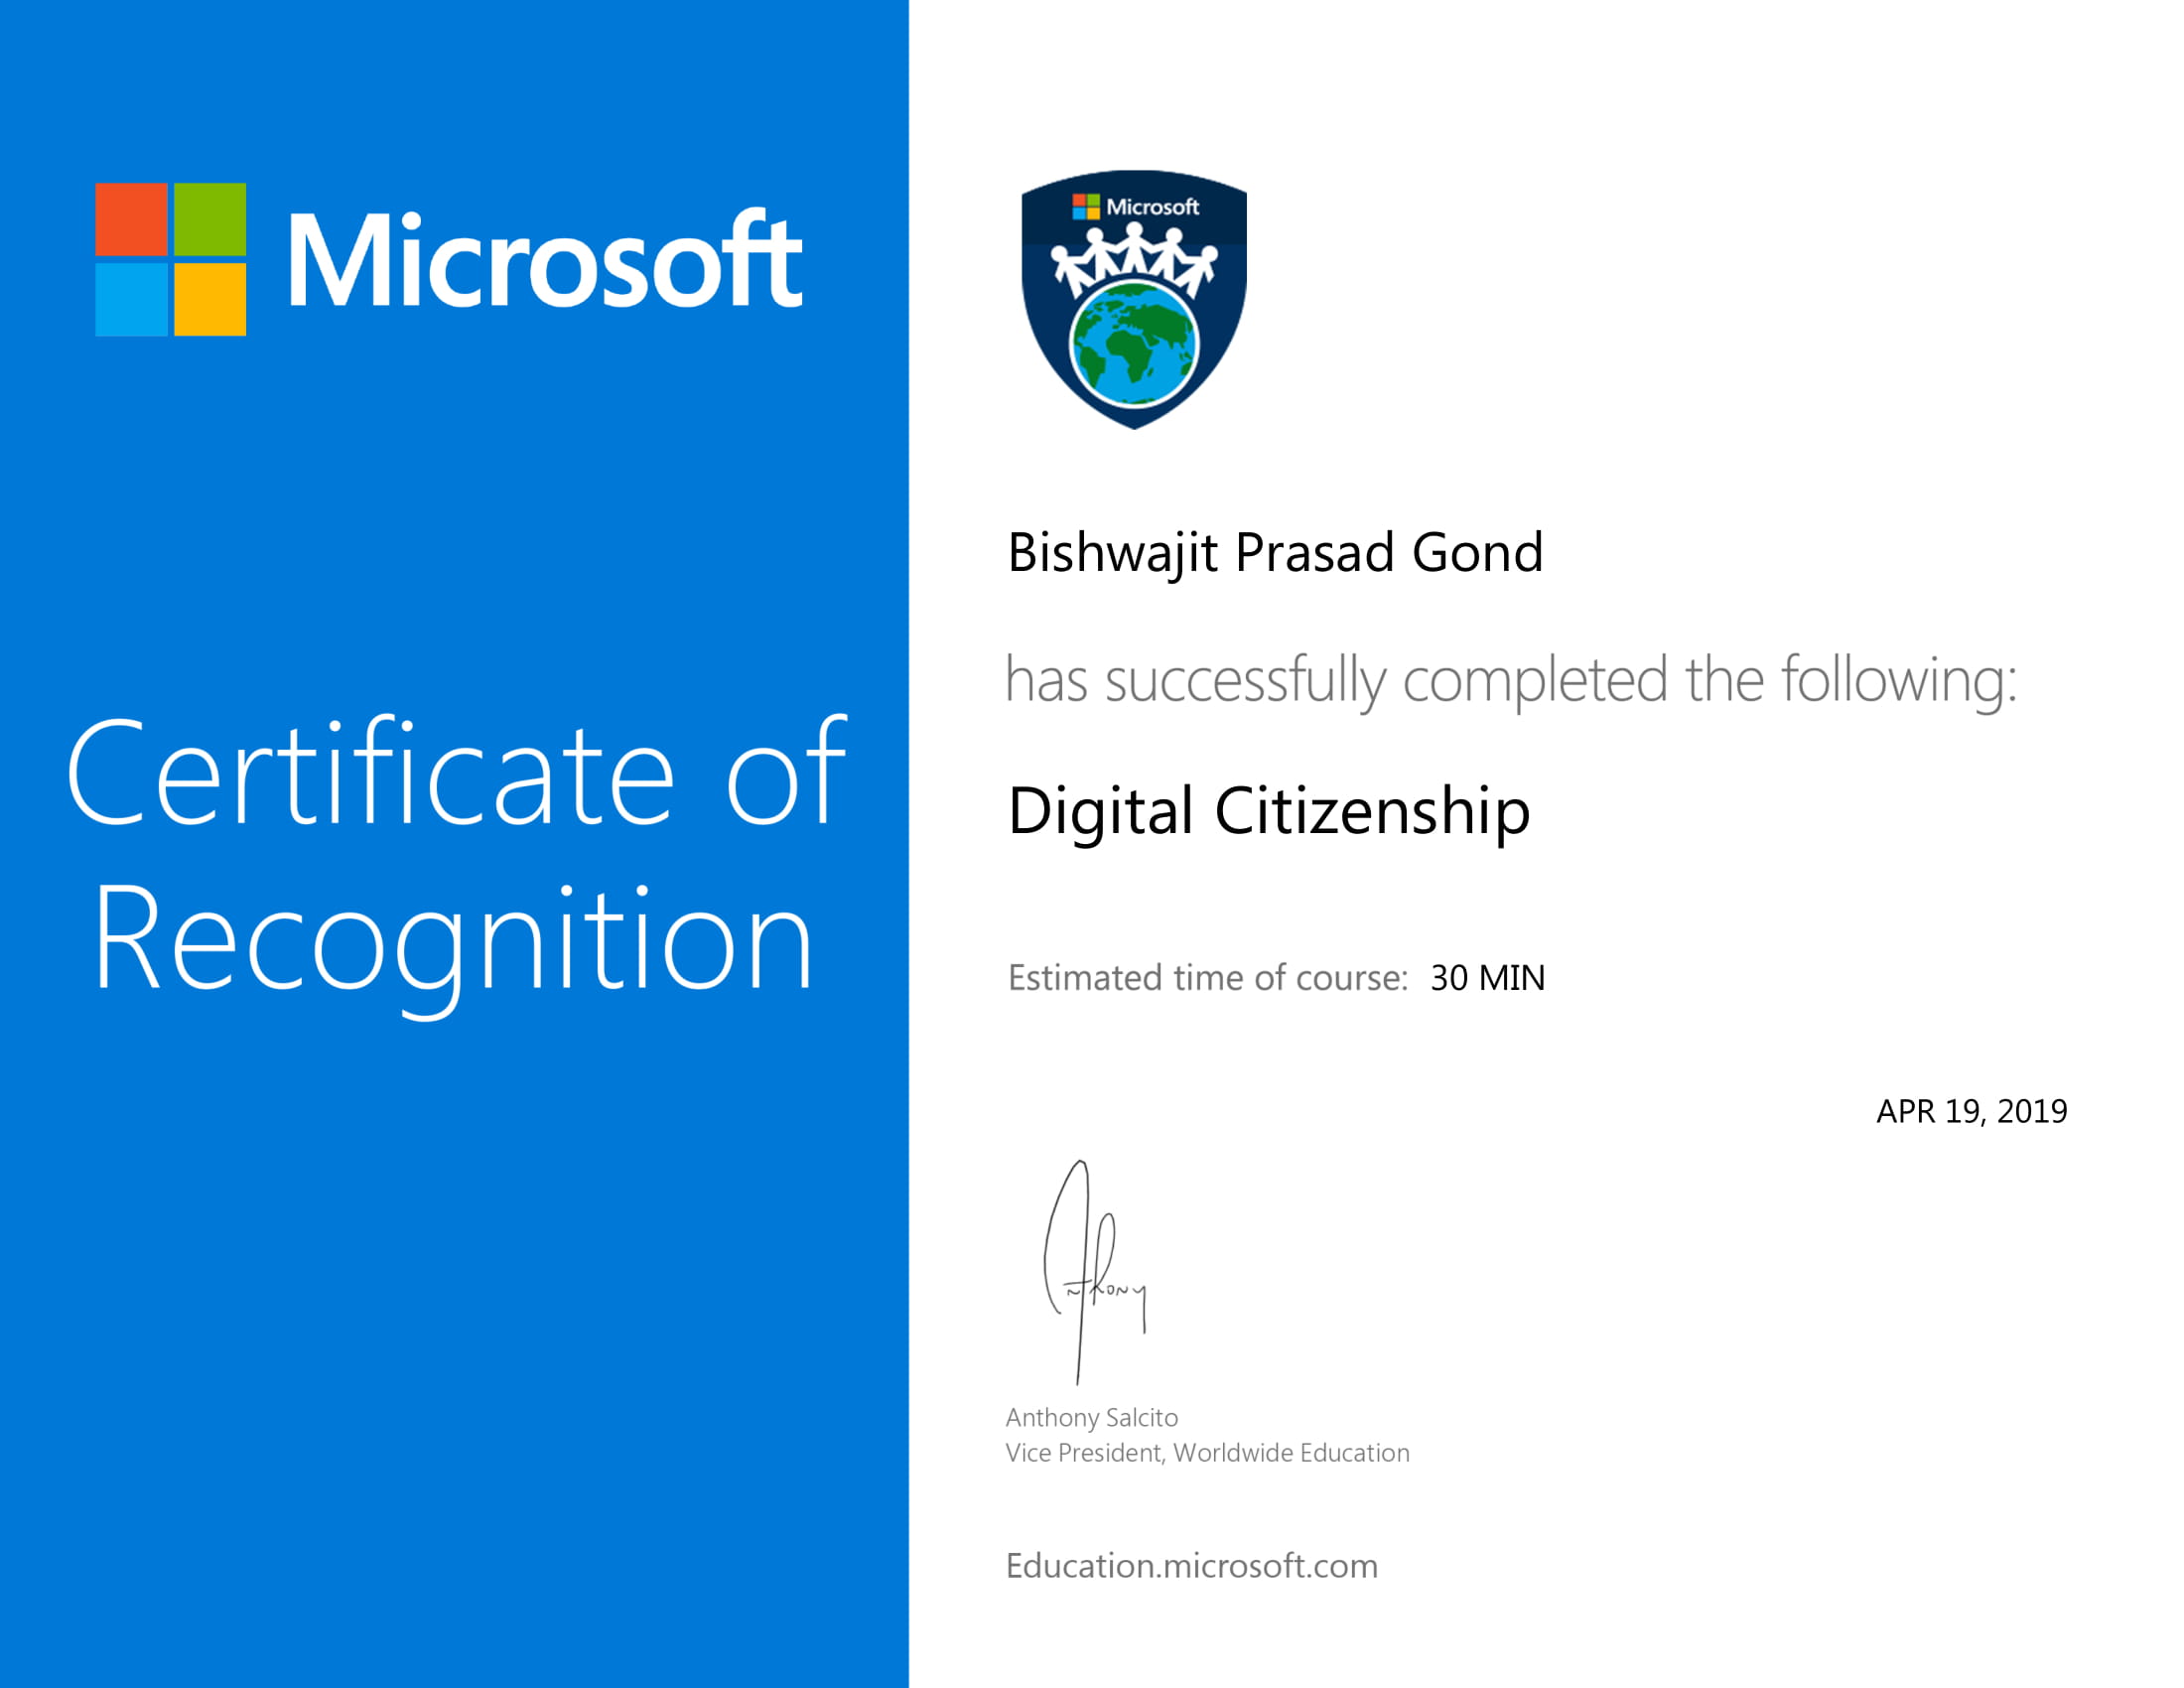 Microsoft
Certificate of
Recognition
Microsoft
Bishwajit Prasad Gond
has successfully completed the following:
Digital Citizenship
Estimated time of course: 30 MIN
APR 19, 2019
Anthony
Anthony Salcito
Vice President, Worldwide Education
Education.microsoft.com